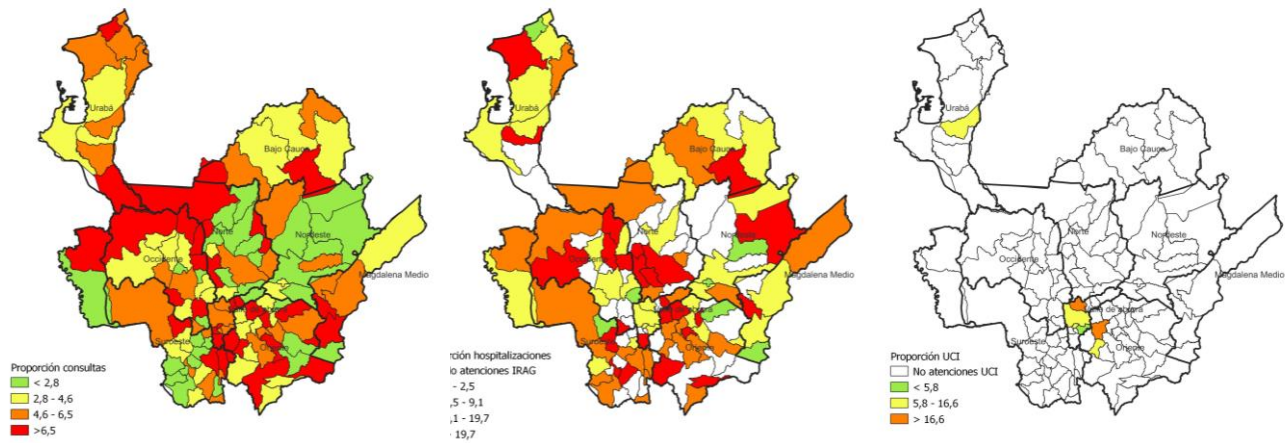 Urabá
Bajo Cauca
Norte
Nordeste
Occidente
Magdalena Medio
Suroeste
Oriente
Proporción consultas
< 2,8
2,8 - 4,6
4,6 - 6,5
>6,5
Urabá
Bajo Cauca
Norte
Nordeste
Occidente
Magdalena Medio
Suroeste
Oriente
rción hospitalizaciones
o atenciones IRAG
- 2,5
,5 - 9,1
,1 - 19,7
19,7
Urabá
Bajo Cauca
Norte
Nordeste
Occidente
Magdalena Medio
Suroeste
Oriente
Proporción UCI
No atenciones UCI
< 5,8
5,8 - 16,6
> 16,6